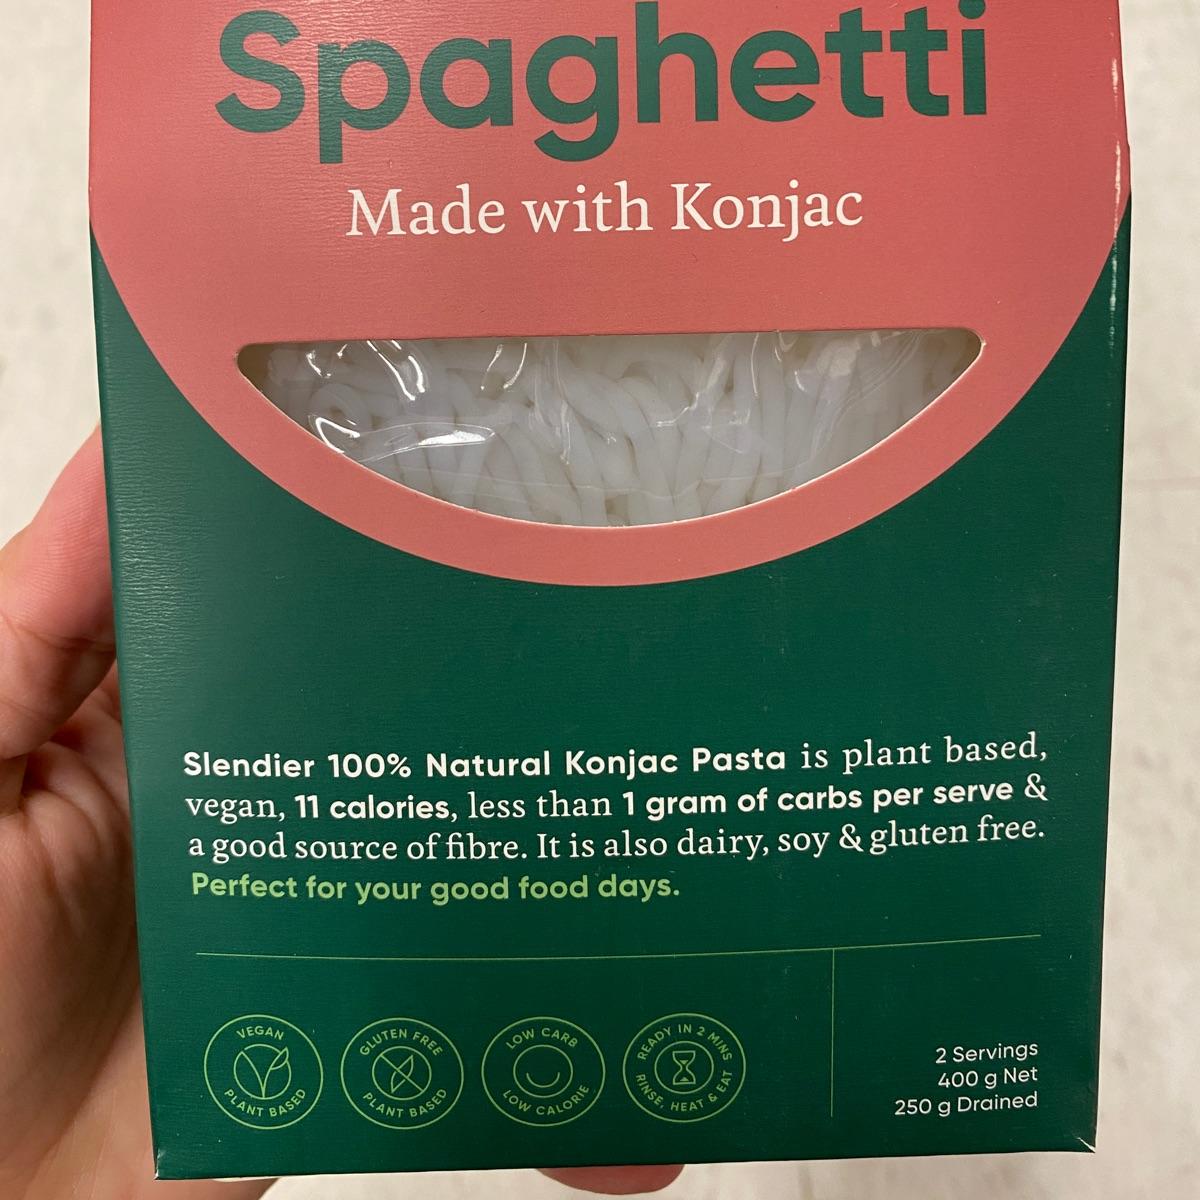 Spaghetti
Made with Konjac
Slendier 100% Natural Konjac Pasta is plant based,
vegan, 11 calories, less than 1 gram of carbs per serve &
a good source of fibre. It is also dairy, soy & gluten free.
Perfect for your good food days.
VEGAN
PLANT BASED
GLUTEN FREE
PLANT BASED
LOW CARB
LOW CALORIE
READY IN 2 MINS
RINSE, HEAT & EAT
2 Servings
400 g Net
250 g Drained